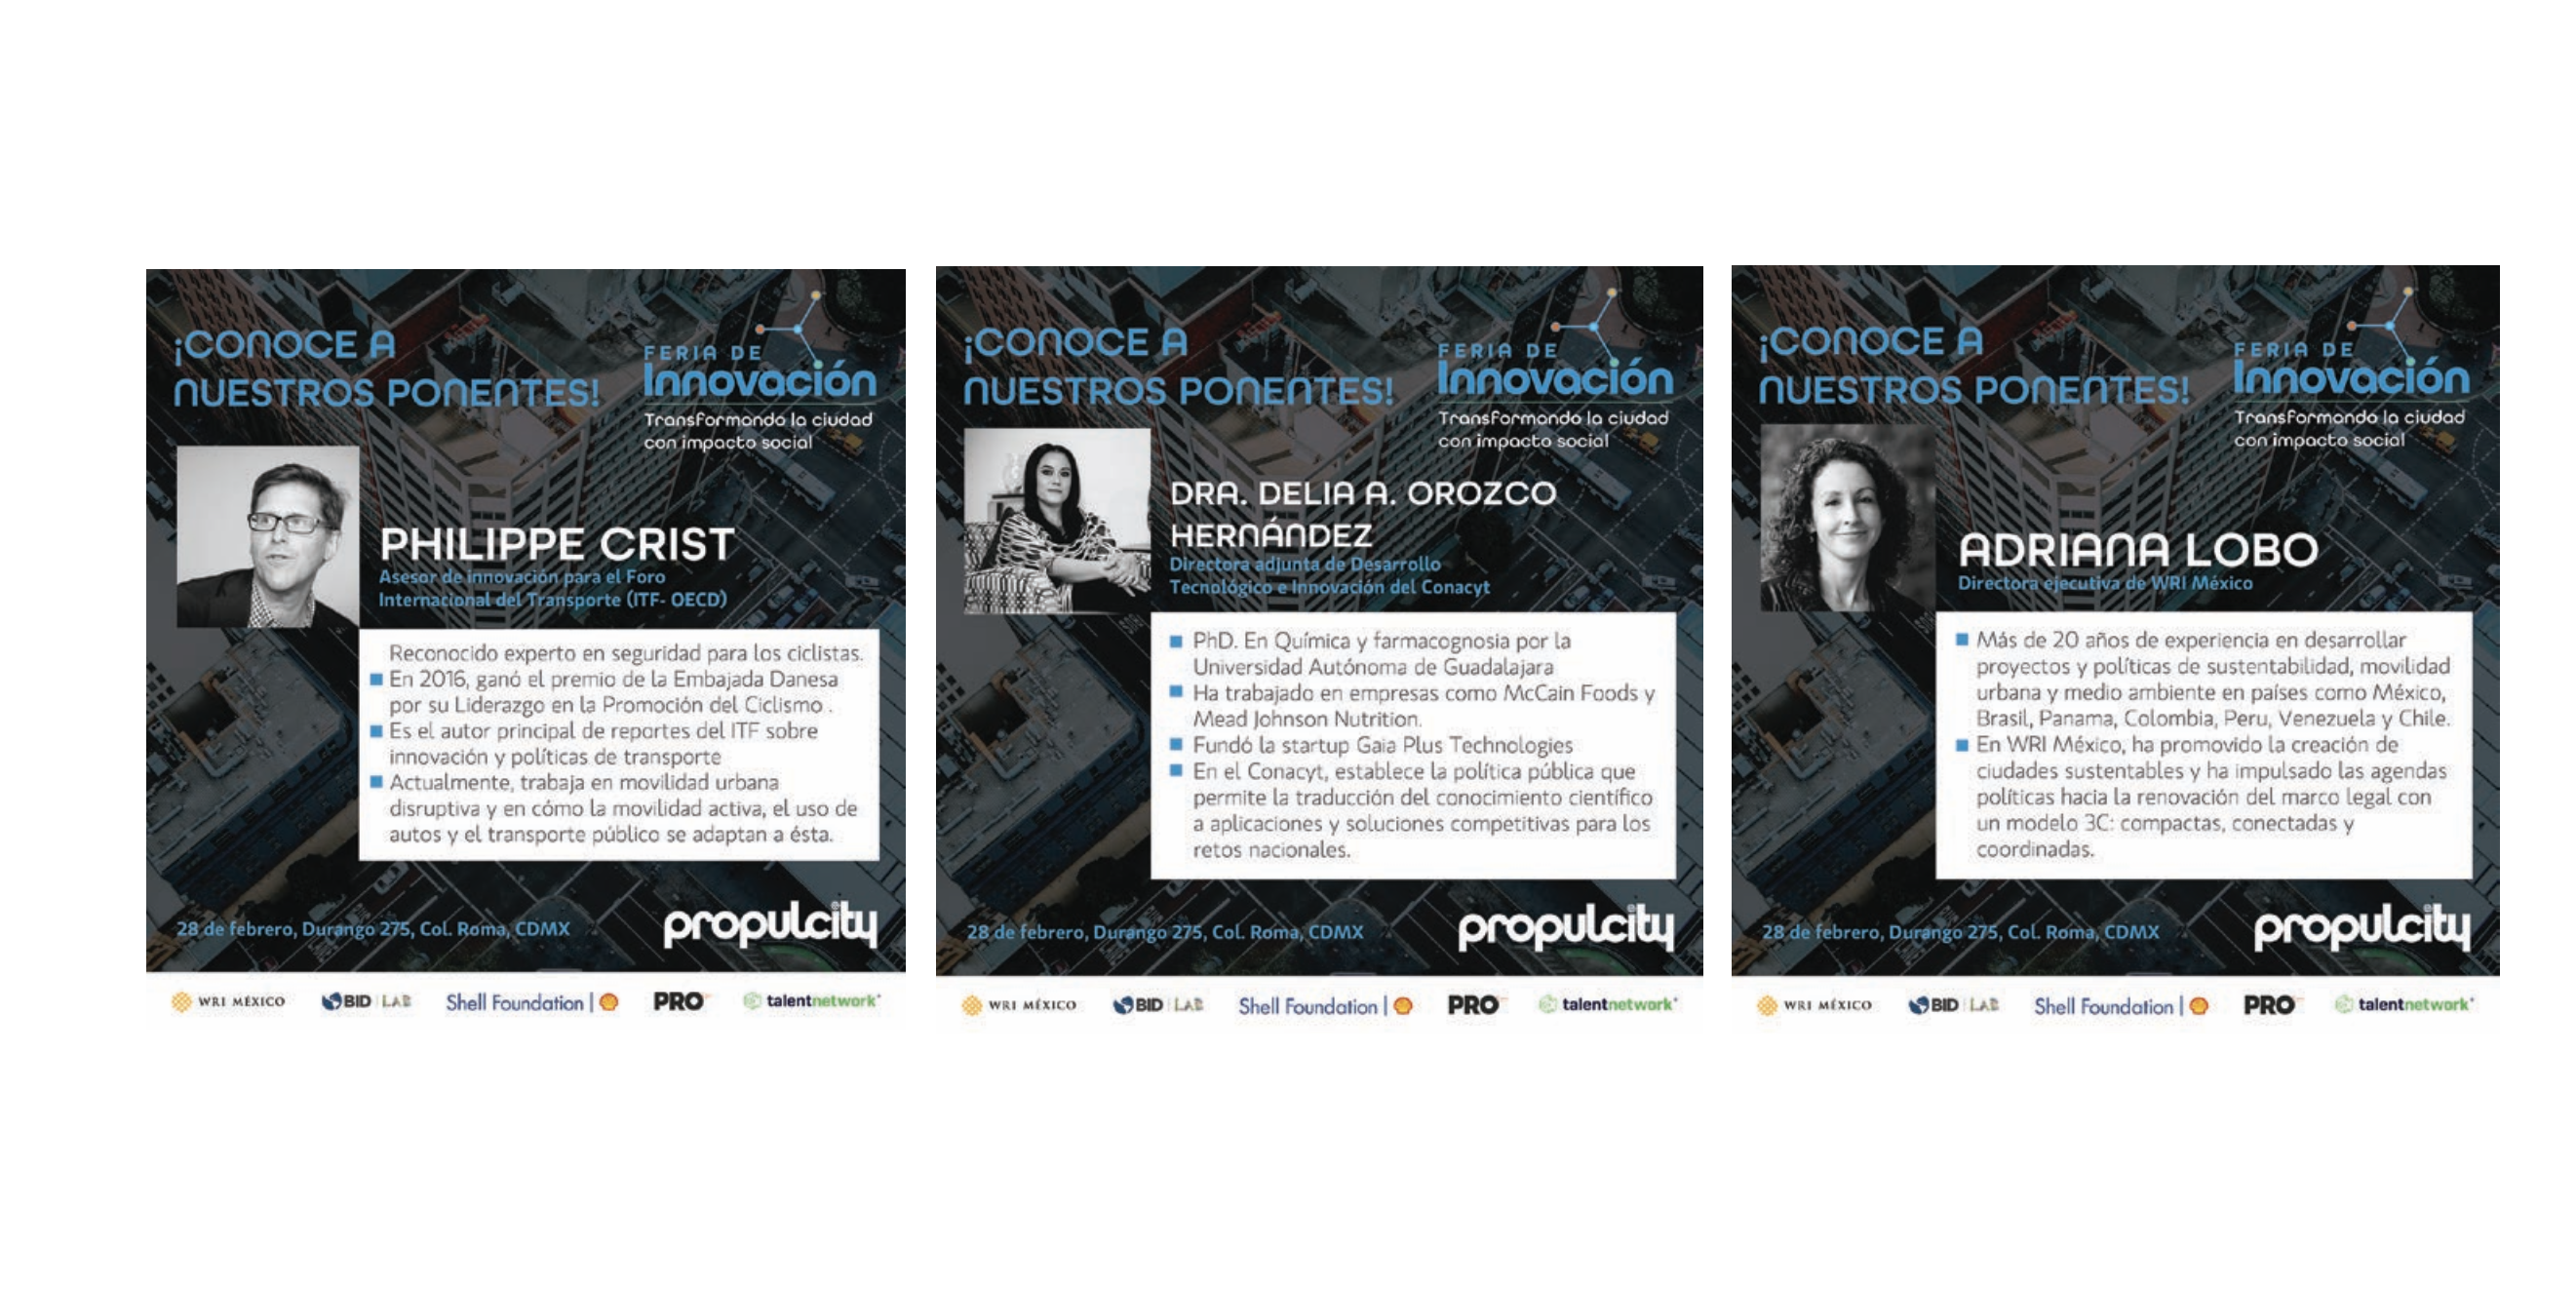 ¡CONOCE A
NUESTROS PONENTES!
FERIA DE
Innovación
Transformando la ciudad
con impacto social
PHILIPPE CRIST
Asesor de innovación para el Foro
Internacional del Transporte (ITF- OECD)
Reconocido experto en seguridad para los ciclistas.
En 2016, ganó el premio de la Embajada Danesa
por su Liderazgo en la Promoción del Ciclismo .
Es el autor principal de reportes del ITF sobre
innovación y políticas de transporte
Actualmente, trabaja en movilidad urbana
disruptiva y en cómo la movilidad activa, el uso de
autos y el transporte público se adaptan a ésta.
28 de febrero, Durango 275, Col. Roma, CDMX
propulcity
WRI MÉXICO BID LAB Shell Foundation PRO talentnetwork
¡CONOCE A
NUESTROS PONENTES!
FERIA DE
Innovación
Transformando la ciudad
con impacto social
DRA. DELIA A. OROZCO
HERNÁNDEZ
Directora adjunta de Desarrollo
Tecnológico e Innovación del Conacyt
PhD. En Química y farmacognosia por la
Universidad Autónoma de Guadalajara
Ha trabajado en empresas como McCain Foods y
Mead Johnson Nutrition.
Fundó la startup Gaia Plus Technologies
En el Conacyt, establece la política pública que
permite la traducción del conocimiento científico
a aplicaciones y soluciones competitivas para los
retos nacionales.
28 de febrero, Durango 275, Col. Roma, CDMX
propulcity
WRI MÉXICO BID LAB Shell Foundation PRO talentnetwork
¡CONOCE A
NUESTROS PONENTES!
FERIA DE
Innovación
Transformando la ciudad
con impacto social
ADRIANA LOBO
Directora ejecutiva de WRI México
Más de 20 años de experiencia en desarrollar
proyectos y políticas de sustentabilidad, movilidad
urbana y medio ambiente en países como México,
Brasil, Panama, Colombia, Peru, Venezuela y Chile.
En WRI México, ha promovido la creación de
ciudades sustentables y ha impulsado las agendas
políticas hacia la renovación del marco legal con
un modelo 3C: compactas, conectadas y
coordinadas.
28 de febrero, Durango 275, Col. Roma, CDMX
propulcity
WRI MÉXICO BID LAB Shell Foundation PRO talentnetwork